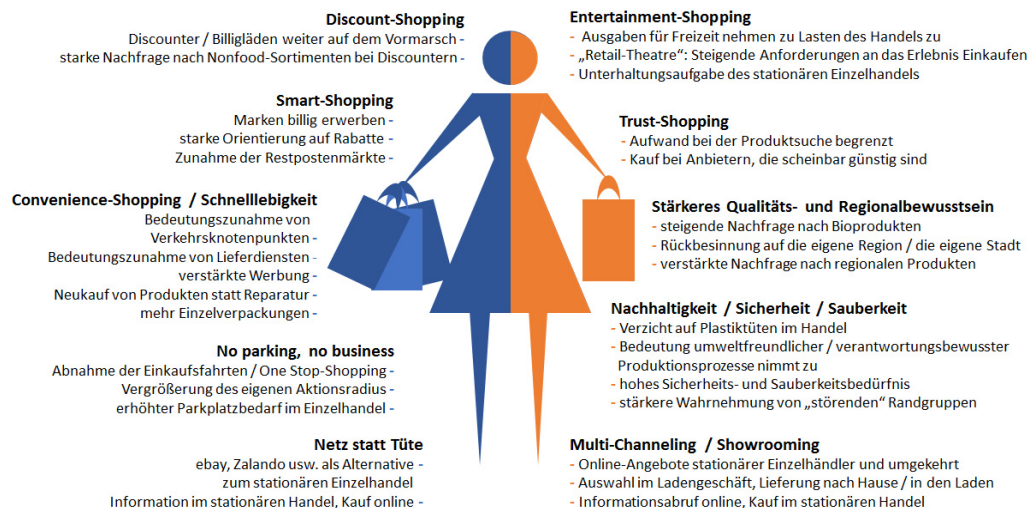 Discount-Shopping
Discounter / Billigläden weiter auf dem Vormarsch -
starke Nachfrage nach Nonfood-Sortimenten bei Discountern -
Smart-Shopping
Marken billig erwerben -
starke Orientierung auf Rabatte -
Zunahme der Restpostenmärkte -
Convenience-Shopping / Schnelllebigkeit
Bedeutungszunahme von
Verkehrsknotenpunkten -
Bedeutungszunahme von Lieferdiensten -
verstärkte Werbung -
Neukauf von Produkten statt Reparatur -
mehr Einzelverpackungen -
No parking, no business
Abnahme der Einkaufsfahrten / One Stop-Shopping -
Vergrößerung des eigenen Aktionsradius -
erhöhter Parkplatzbedarf im Einzelhandel -
Netz statt Tüte
ebay, Zalando usw. als Alternative -
zum stationären Einzelhandel
Information im stationären Handel, Kauf online -
Entertainment-Shopping
- Ausgaben für Freizeit nehmen zu Lasten des Handels zu
- „Retail-Theatre“: Steigende Anforderungen an das Erlebnis Einkaufen
- Unterhaltungsaufgabe des stationären Einzelhandels
Trust-Shopping
- Aufwand bei der Produktsuche begrenzt
- Kauf bei Anbietern, die scheinbar günstig sind
Stärkeres Qualitäts- und Regionalbewusstsein
- steigende Nachfrage nach Bioprodukten
- Rückbesinnung auf die eigene Region / die eigene Stadt
- verstärkte Nachfrage nach regionalen Produkten
Nachhaltigkeit / Sicherheit / Sauberkeit
- Verzicht auf Plastiktüten im Handel
- Bedeutung umweltfreundlicher / verantwortungsbewusster
Produktionsprozesse nimmt zu
- hohes Sicherheits- und Sauberkeitsbedürfnis
- stärkere Wahrnehmung von „störenden“ Randgruppen
Multi-Channeling / Showrooming
- Online-Angebote stationärer Einzelhändler und umgekehrt
- Auswahl im Ladengeschäft, Lieferung nach Hause / in den Laden
- Informationsabruf online, Kauf im stationären Handel